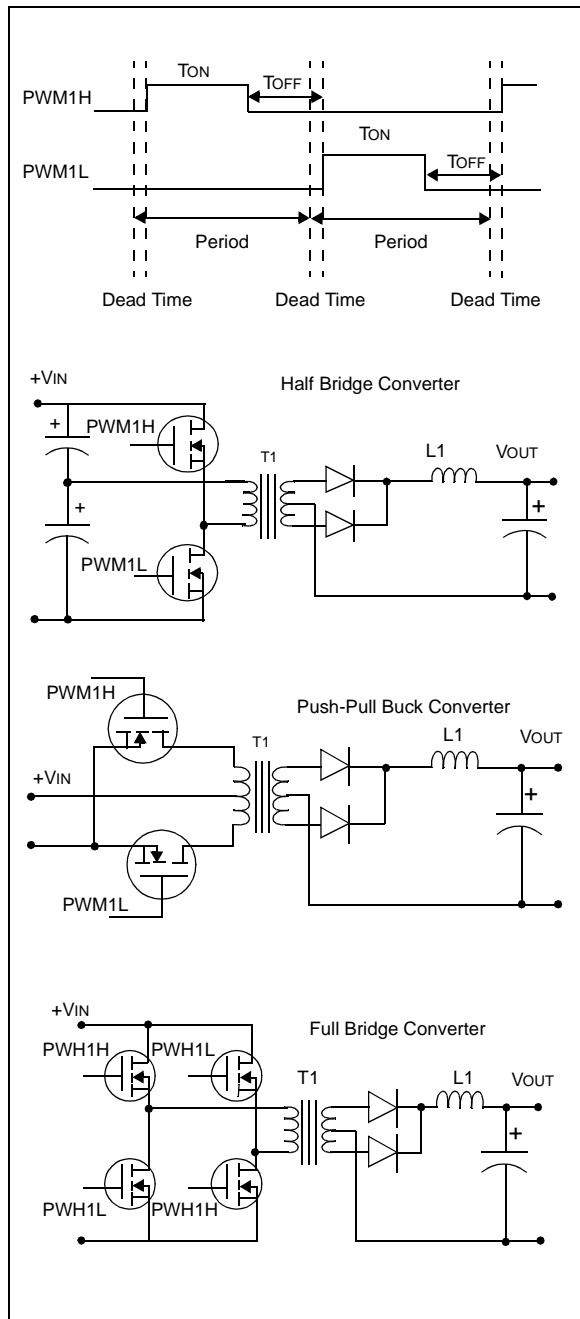 TON
TOFF
PWM1H
TON
TOFF
PWM1L
Period Period
Dead Time Dead Time Dead Time
+VIN
Half Bridge Converter
+
PWM1H
T1
L1
VOUT
+
+
PWM1L
PWM1H
Push-Pull Buck Converter
T1
L1
VOUT
+VIN
+
PWM1L
+VIN
Full Bridge Converter
PWH1H
PWH1L
T1
L1
VOUT
+
PWH1L
PWH1H